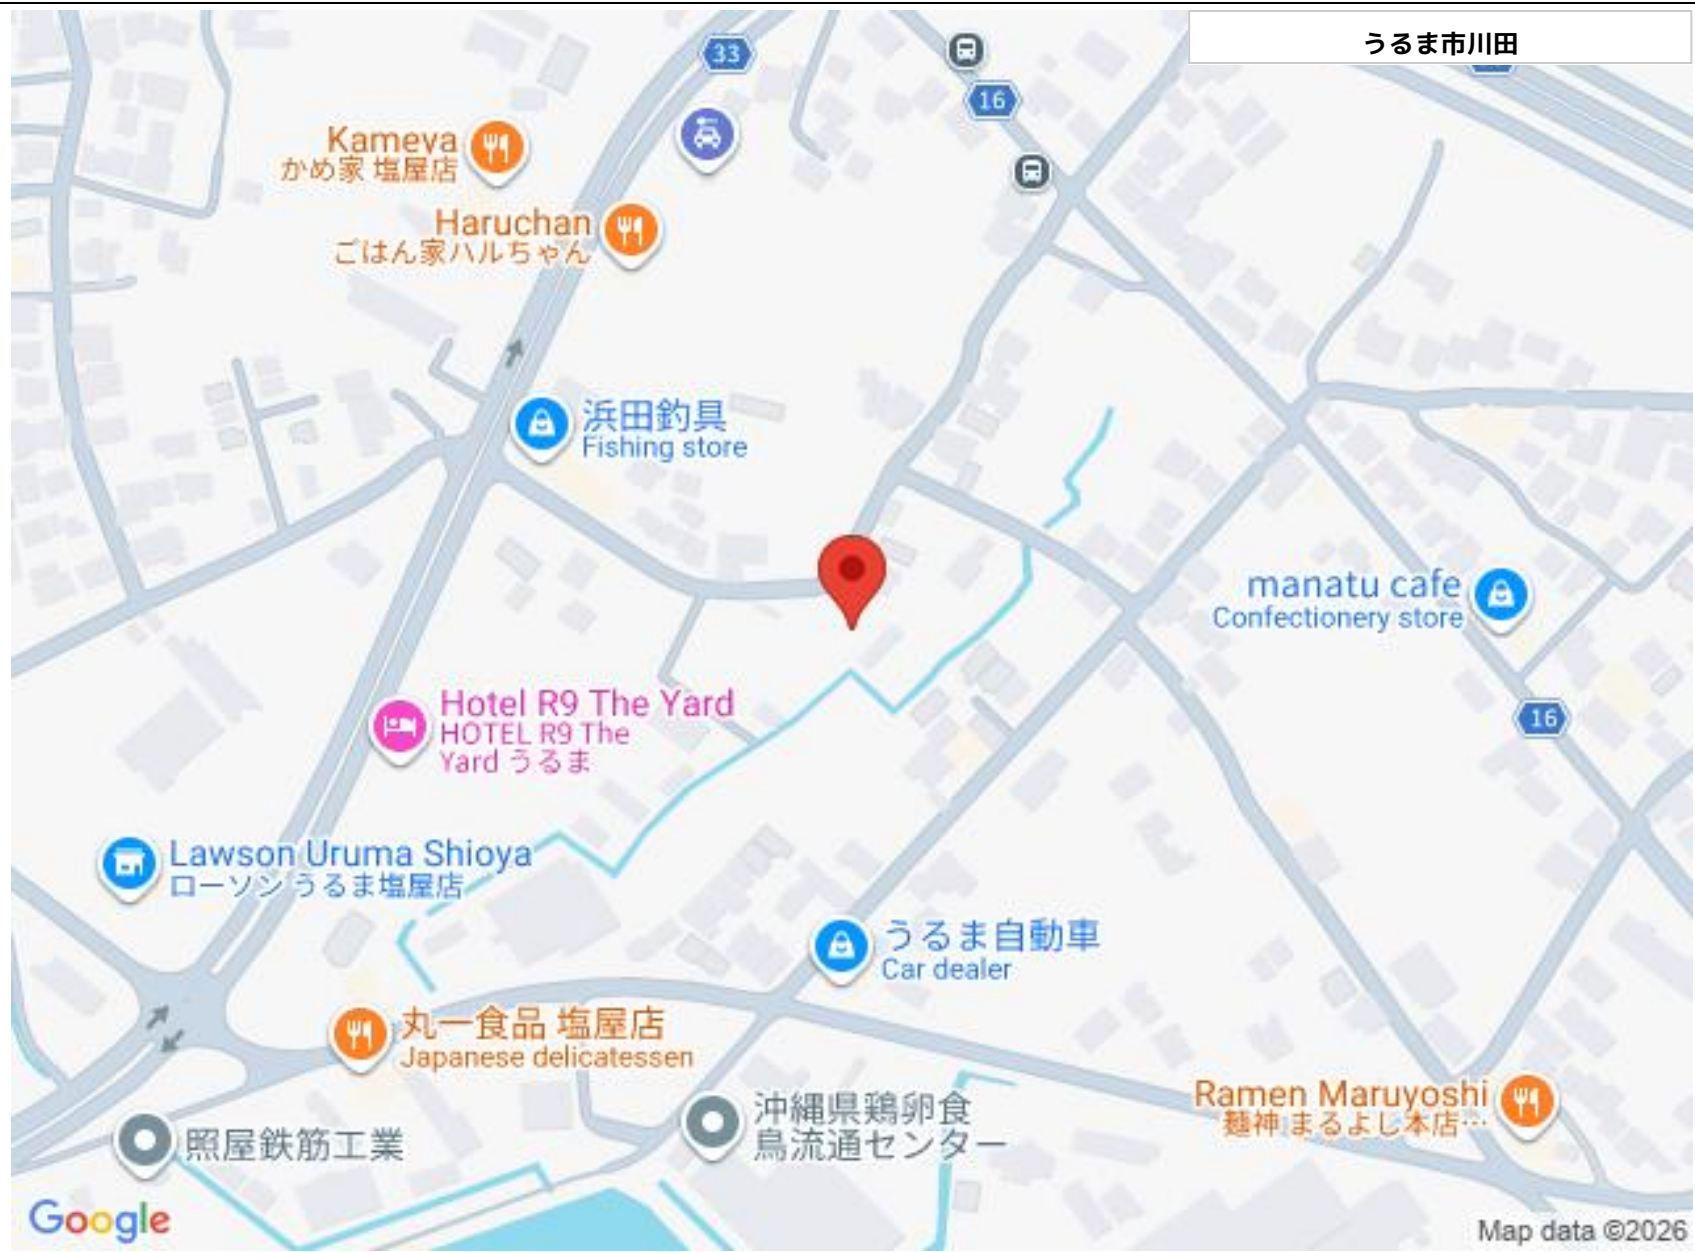 うるま市川田
33
16
Kameya
かめ家 塩屋店
Haruchan
ごはん家ハルちゃん
浜田釣具
Fishing store
manatu cafe
Confectionery store
16
Hotel R9 The Yard
HOTEL R9 The
Yard うるま
Lawson Uruma Shioya
ローソン うるま塩屋店
うるま自動車
Car dealer
丸一食品 塩屋店
Japanese delicatessen
Ramen Maruyoshi
麺神 まるよし本店…
沖縄県鶏卵食
鳥流通センター
照屋鉄筋工業
Google
Map data ©2026